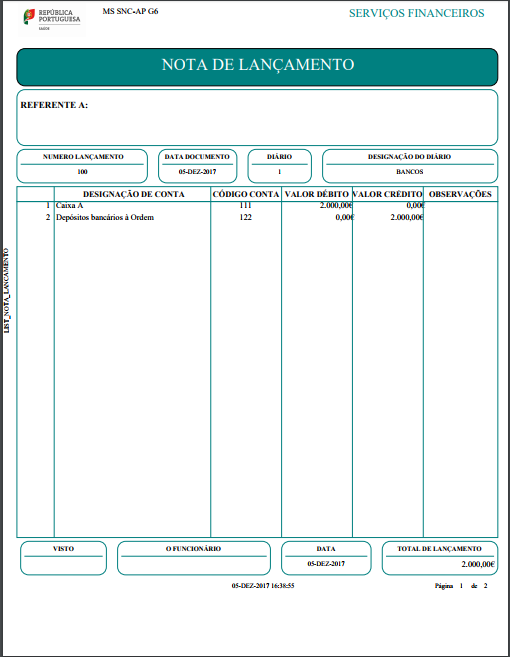 REPÚBLICA
PORTUGUESA
SAÚDE
MS SNC•AP G6
SERVIÇOS FINANCEIROS
NOTA DE LANÇAMENTO
REFERENTE A:
NUMERO LANÇAMENTO DATA DOCUMENTO DIÁRIO DESIGNAÇÃO DO DIÁRIO
100 05-DEZ-2017 1 BANCOS
DESIGNAÇÃO DE CONTA CÓDIGO CONTA VALOR DÉBITO VALOR CRÉDITO OBSERVAÇÕES
1 Caixa A 111 2.000,00€ 0,00€
2 Depósitos bancários à Ordem 122 0,00€ 2.000,00€
LIST_NOTA_LANCAMENTO
VISTO O FUNCIONÁRIO DATA TOTAL DE LANÇAMENTO
05-DEZ-2017 2.000,00€
05-DEZ-2017 16:38:55 Página 1 de 2